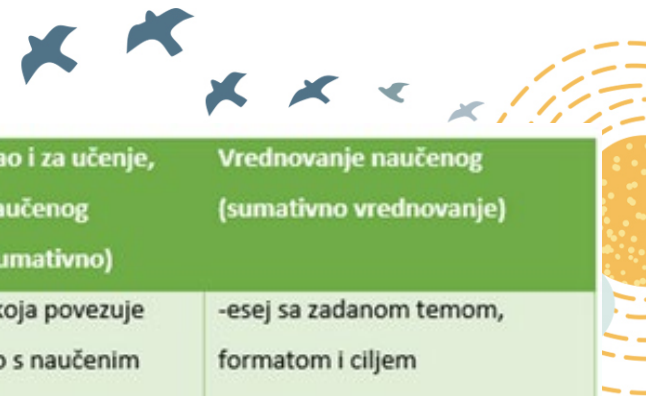 ao i za učenje,
aučenog
umativno)
Vrednovanje naučenog
(sumativno vrednovanje)
koja povezuje
o s naučenim
-esej sa zadanom temom,
formatom i ciljem